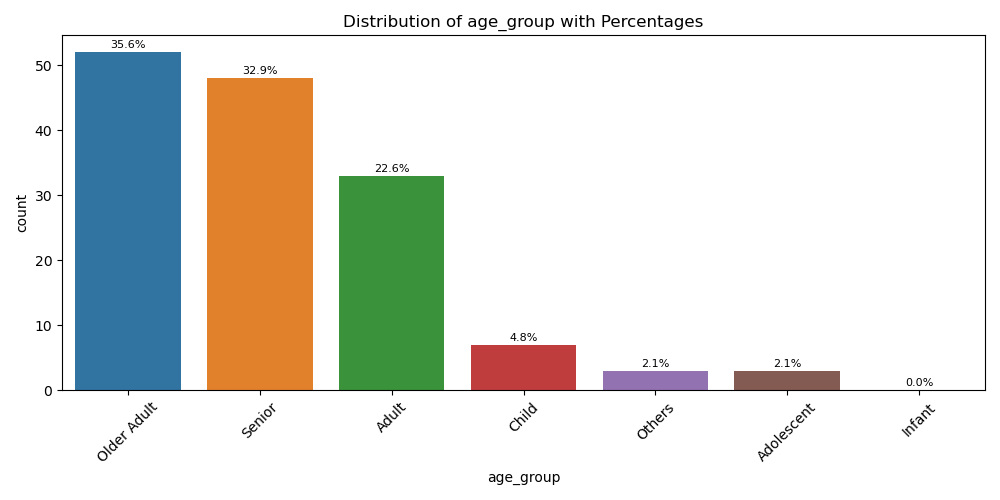 Distribution of age_group with Percentages
count
50
40
30
20
10
0
35.6%
32.9%
22.6%
4.8%
2.1%
2.1%
0.0%
Older Adult
Senior
Adult
Child
Others
Adolescent
Infant
age_group